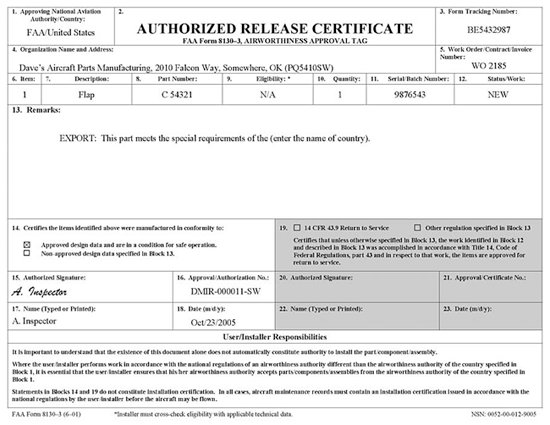 1. Approving National Aviation Authority/Country:
FAA/United States
2.
AUTHORIZED RELEASE CERTIFICATE
FAA Form 8130–3, AIRWORTHINESS APPROVAL TAG
3. Form Tracking Number:
BE5432987
4. Organization Name and Address:
Dave's Aircraft Parts Manufacturing, 2010 Falcon Way, Somewhere, OK (PQ5410SW)
5. Work Order/Contract/Invoice Number:
WO 2185
6. Item: 7. Description: 8. Part Number: 9. Eligibility: * 10. Quantity: 11. Serial/Batch Number: 12. Status/Work:
1 Flap C 54321 N/A 1 9876543 NEW
13. Remarks:
EXPORT: This part meets the special requirements of the (enter the name of country).
14. Certifies the items identified above were manufactured in conformity to:
☒ Approved design data and are in a condition for safe operation.
☐ Non-approved design data specified in Block 13.
19. ☐ 14 CFR 43.9 Return to Service ☐ Other regulation specified in Block 13
Certifies that unless otherwise specified in Block 13, the work identified in Block 12
and described in Block 13 was accomplished in accordance with Title 14, Code of
Federal Regulations, part 43 and in respect to that work, the items are approved for
return to service.
15. Authorized Signature:
A. Inspector
16. Approval/Authorization No.:
DMIR-000011-SW
20. Authorized Signature:
21. Approval/Certificate No.:
17. Name (Typed or Printed):
A. Inspector
18. Date (m/d/y):
Oct/23/2005
22. Name (Typed or Printed):
23. Date (m/d/y):
User/Installer Responsibilities
It is important to understand that the existence of this document alone does not automatically constitute authority to install the part/component/assembly.
Where the user/installer performs work in accordance with the national regulations of an airworthiness authority different than the airworthiness authority of the country specified in
Block 1, it is essential that the user/installer ensures that his/her airworthiness authority accepts parts/components/assemblies from the airworthiness authority of the country specified in
Block 1.
Statements in Blocks 14 and 19 do not constitute installation certification. In all cases, aircraft maintenance records must contain an installation certification issued in accordance with the
national regulations by the user/installer before the aircraft may be flown.
FAA Form 8130–3 (6–01) *Installer must cross-check eligibility with applicable technical data. NSN: 0052-00-012-9005